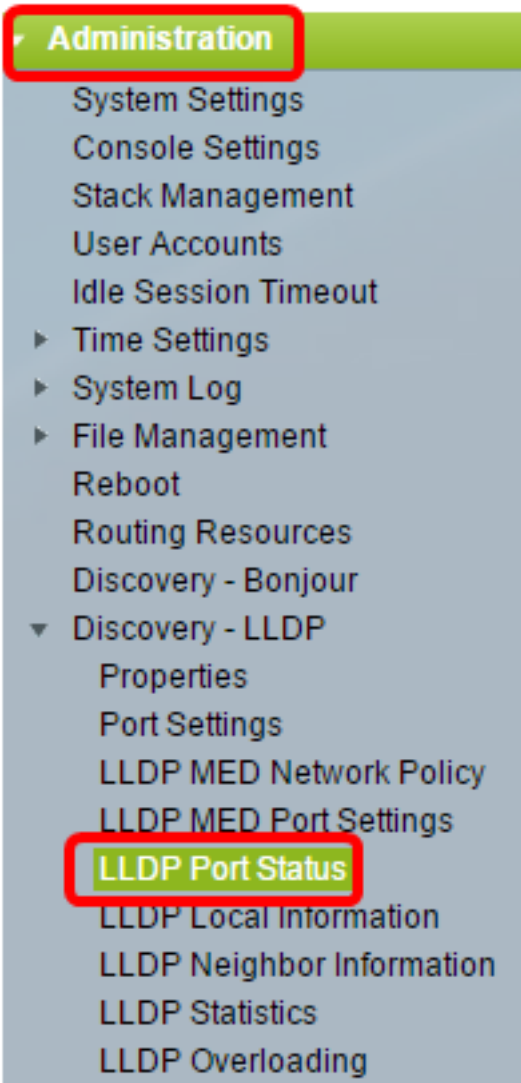 Administration
System Settings
Console Settings
Stack Management
User Accounts
Idle Session Timeout
Time Settings
System Log
File Management
Reboot
Routing Resources
Discovery - Bonjour
Discovery - LLDP
Properties
Port Settings
LLDP MED Network Policy
LLDP MED Port Settings
LLDP Port Status
LLDP Local Information
LLDP Neighbor Information
LLDP Statistics
LLDP Overloading